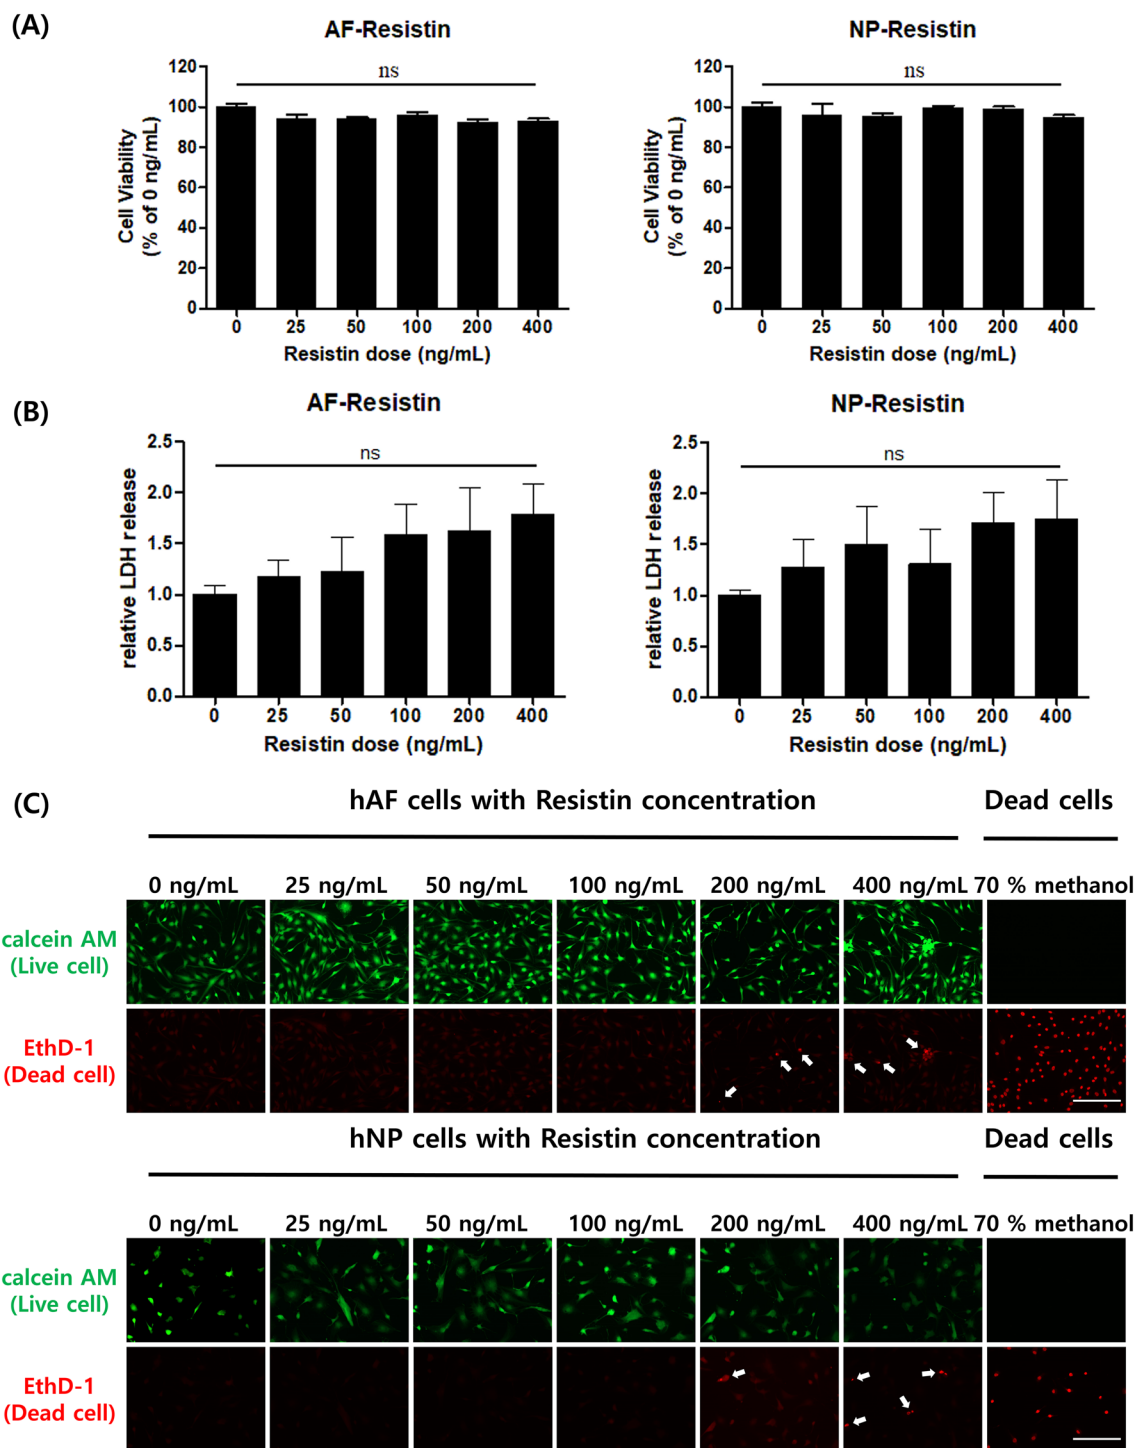 (A)
AF-Resistin
ns
120
100
80
60
40
20
0
Cell Viability
(% of 0 ng/mL)
0 25 50 100 200 400
Resistin dose (ng/mL)
NP-Resistin
ns
120
100
80
60
40
20
0
Cell Viability
(% of 0 ng/mL)
0 25 50 100 200 400
Resistin dose (ng/mL)
(B)
AF-Resistin
ns
2.5
2.0
1.5
1.0
0.5
0.0
relative LDH release
0 25 50 100 200 400
Resistin dose (ng/mL)
NP-Resistin
ns
2.5
2.0
1.5
1.0
0.5
0.0
relative LDH release
0 25 50 100 200 400
Resistin dose (ng/mL)
(C)
hAF cells with Resistin concentration Dead cells
0 ng/mL 25 ng/mL 50 ng/mL 100 ng/mL 200 ng/mL 400 ng/mL 70 % methanol
calcein AM
(Live cell)
EthD-1
(Dead cell)
hNP cells with Resistin concentration Dead cells
0 ng/mL 25 ng/mL 50 ng/mL 100 ng/mL 200 ng/mL 400 ng/mL 70 % methanol
calcein AM
(Live cell)
EthD-1
(Dead cell)